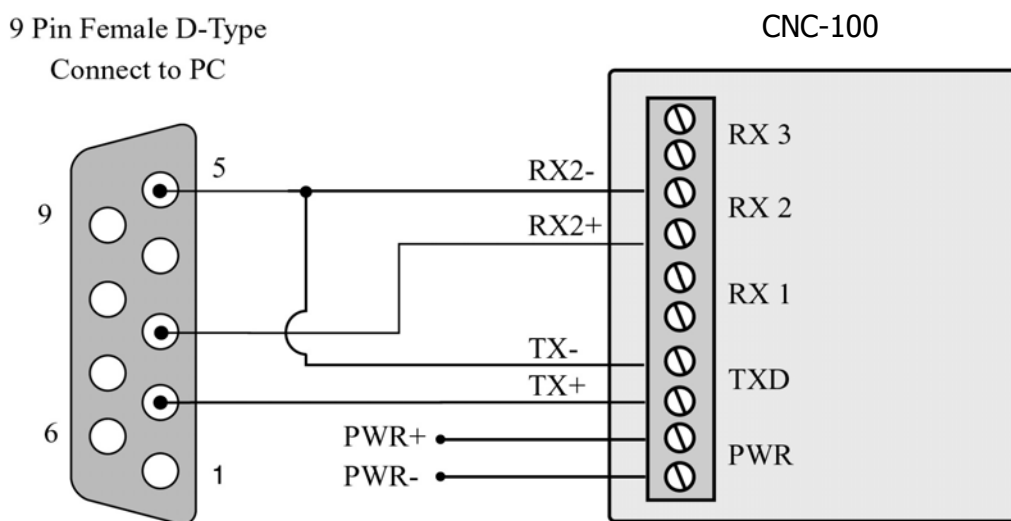 9 Pin Female D-Type
Connect to PC
CNC-100
5
9
6
1
RX2-
RX2+
TX-
TX+
PWR+
PWR-
RX 3
RX 2
RX 1
TXD
PWR